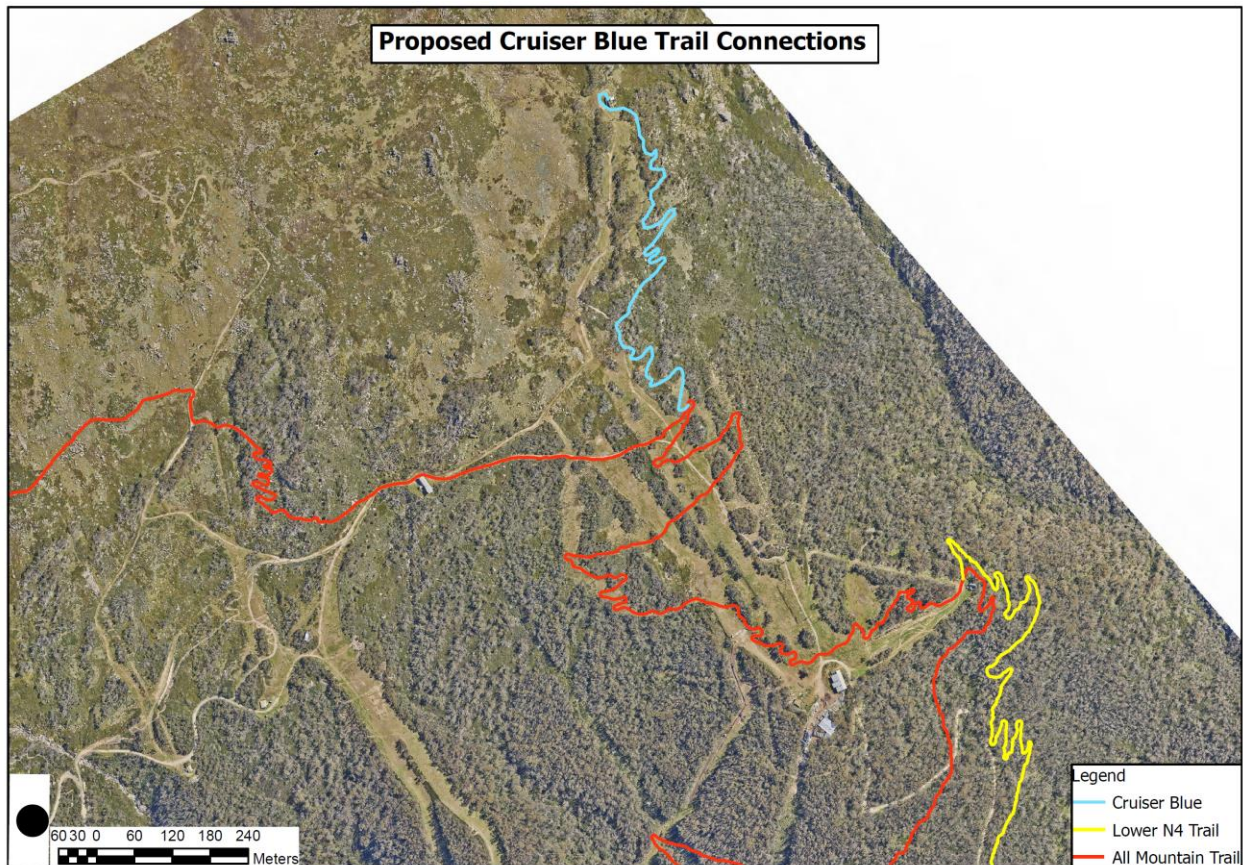 Proposed Cruiser Blue Trail Connections
Legend
Cruiser Blue
Lower N4 Trail
All Mountain Trail
60 30 0 60 120 180 240
Meters